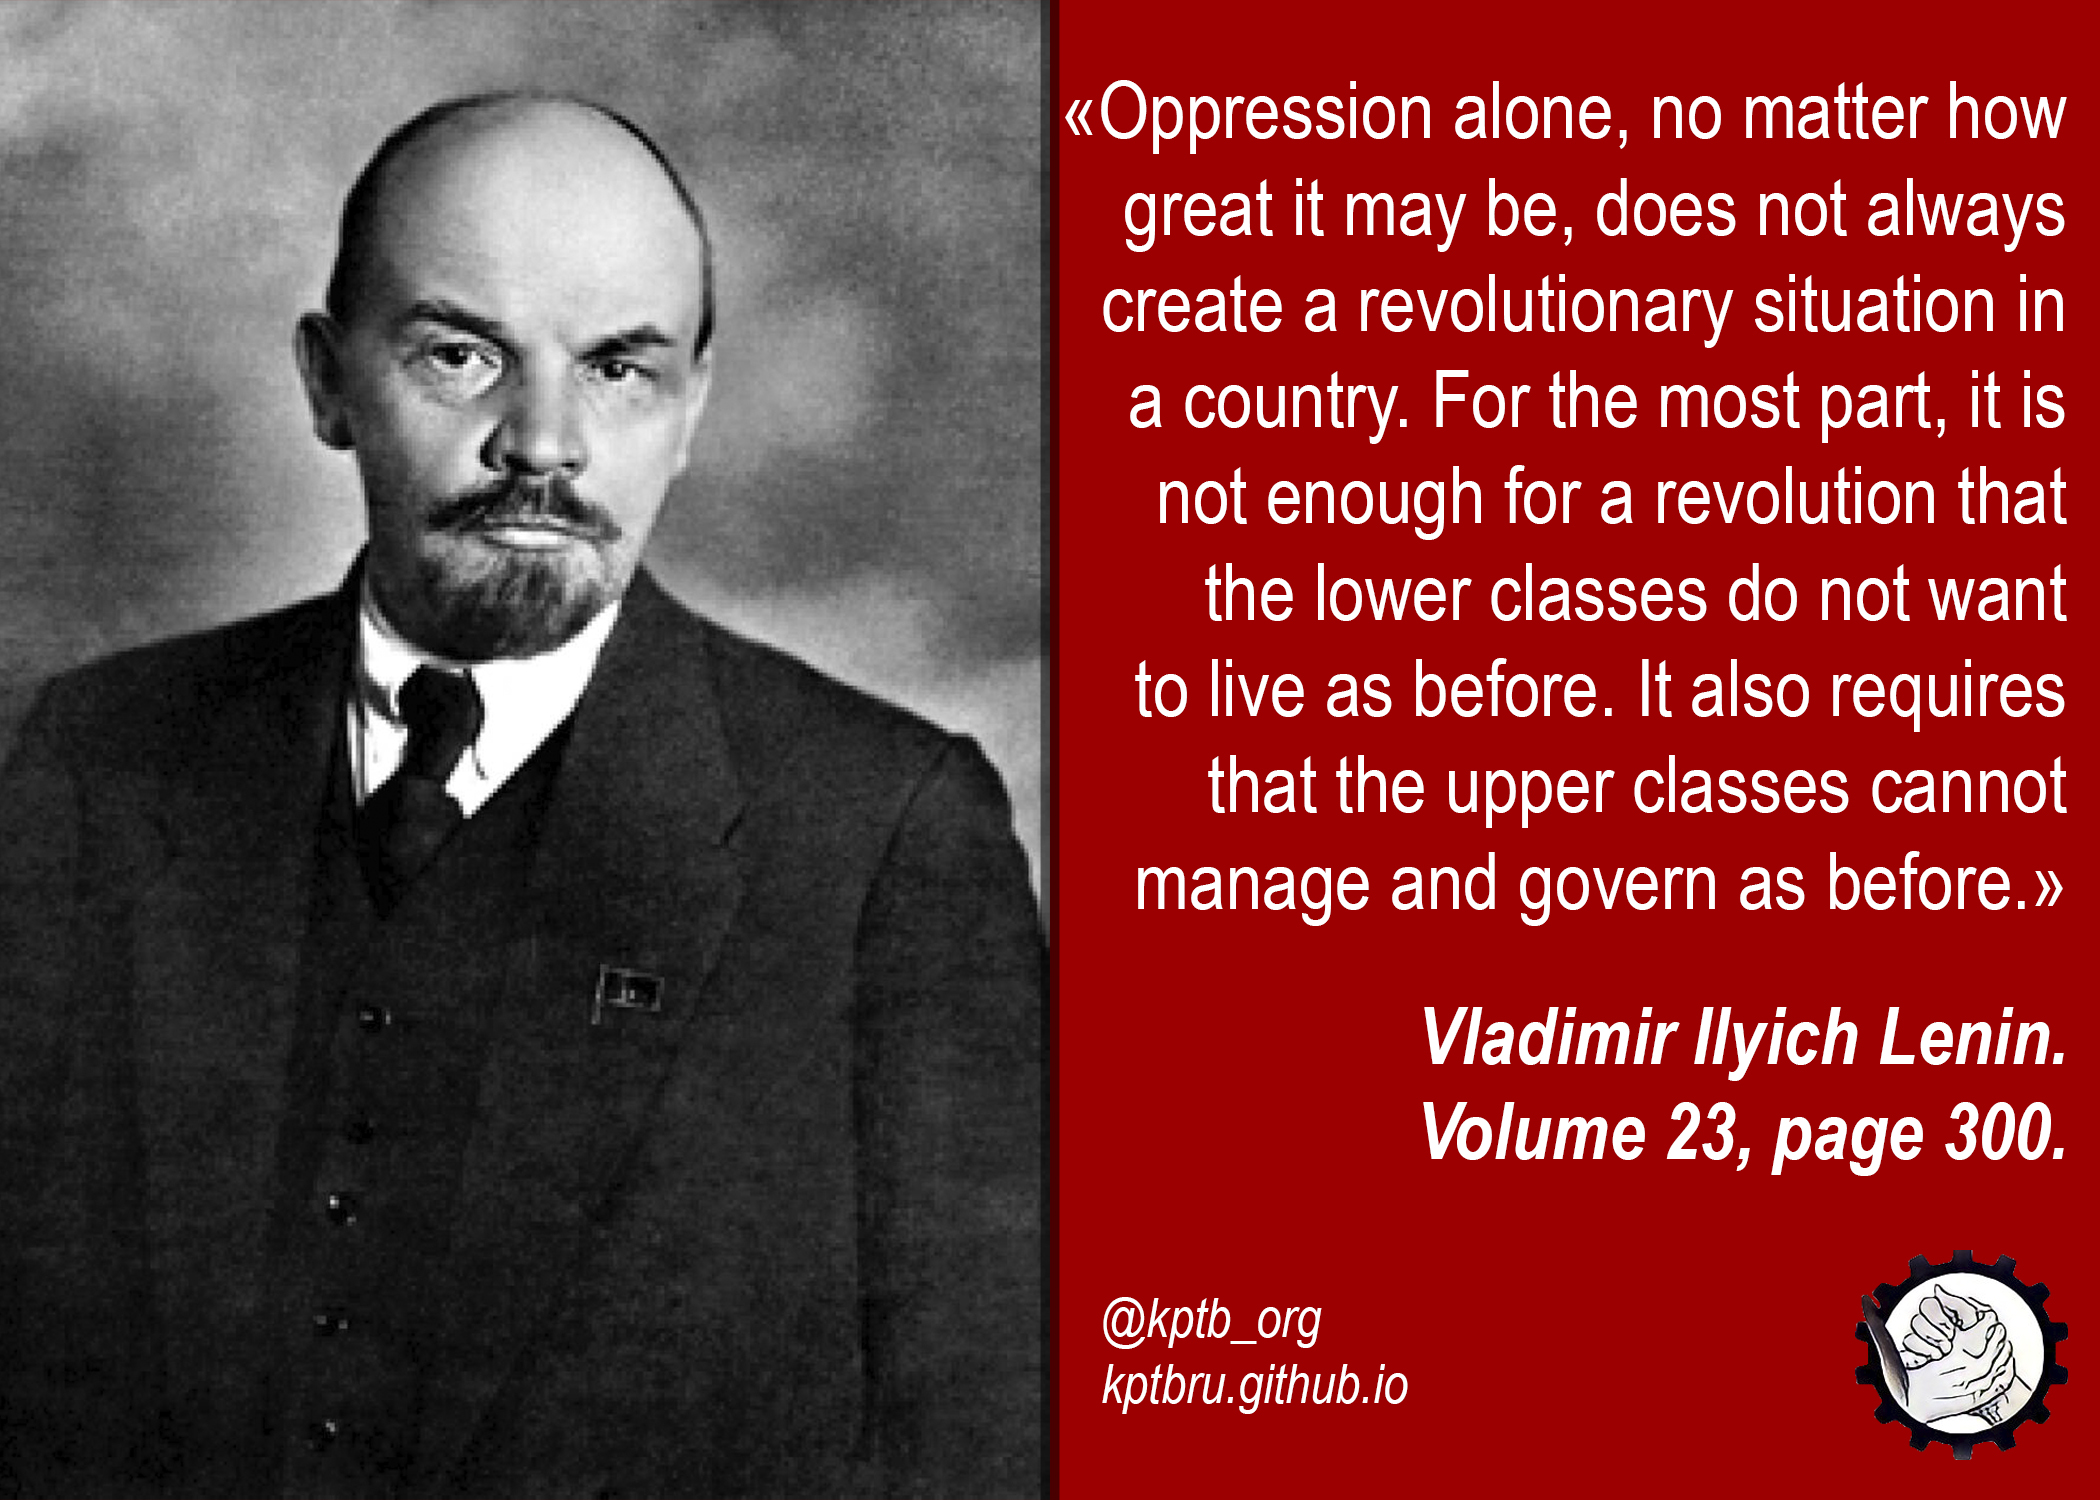 «Oppression alone, no matter how
great it may be, does not always
create a revolutionary situation in
a country. For the most part, it is
not enough for a revolution that
the lower classes do not want
to live as before. It also requires
that the upper classes cannot
manage and govern as before.»
Vladimir Ilyich Lenin.
Volume 23, page 300.
@kptb_org
kptbru.github.io